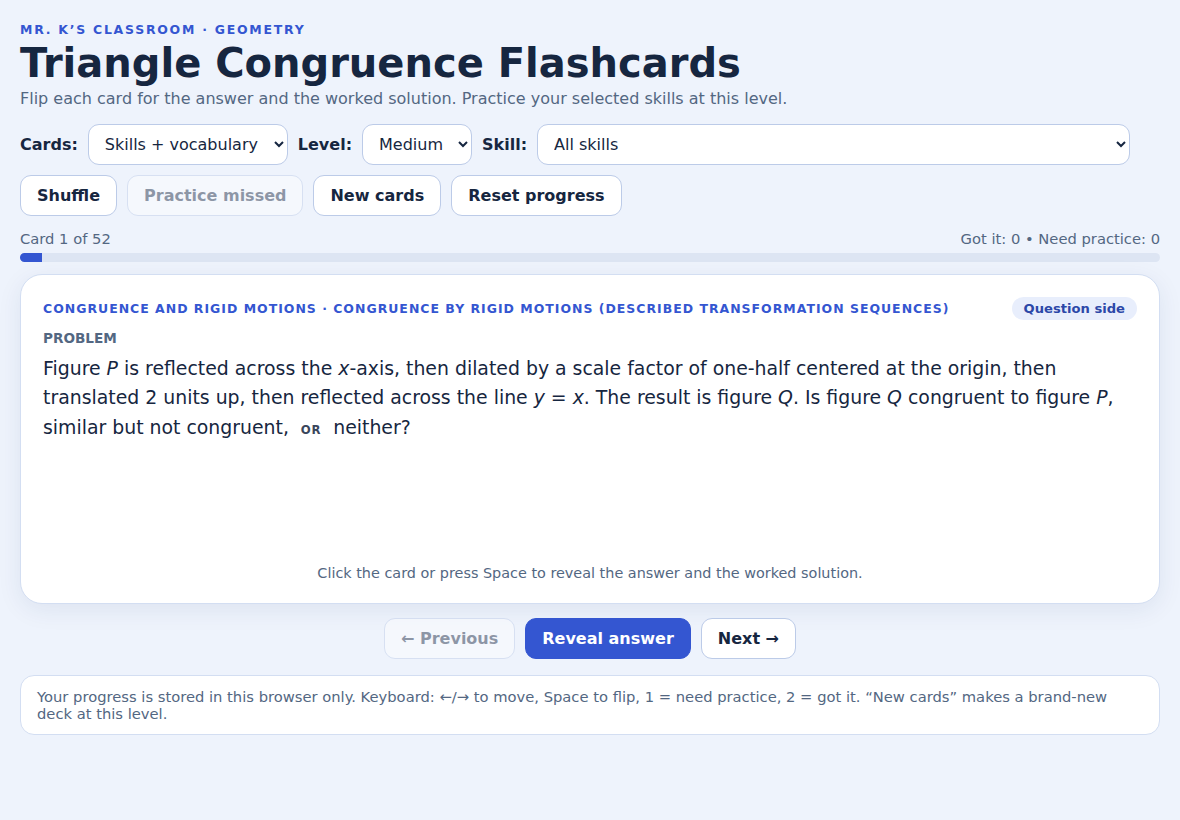 MR. K’S CLASSROOM · GEOMETRY
Triangle Congruence Flashcards
Flip each card for the answer and the worked solution. Practice your selected skills at this level.
Cards: Skills + vocabulary Level: Medium Skill: All skills
Shuffle Practice missed New cards Reset progress
Card 1 of 52 Got it: 0 • Need practice: 0
CONGRUENCE AND RIGID MOTIONS · CONGRUENCE BY RIGID MOTIONS (DESCRIBED TRANSFORMATION SEQUENCES) Question side
PROBLEM
Figure P is reflected across the x-axis, then dilated by a scale factor of one-half centered at the origin, then
translated 2 units up, then reflected across the line y = x. The result is figure Q. Is figure Q congruent to figure P,
similar but not congruent, OR neither?
Click the card or press Space to reveal the answer and the worked solution.
← Previous Reveal answer Next →
Your progress is stored in this browser only. Keyboard: ←/→ to move, Space to flip, 1 = need practice, 2 = got it. “New cards” makes a brand-new
deck at this level.